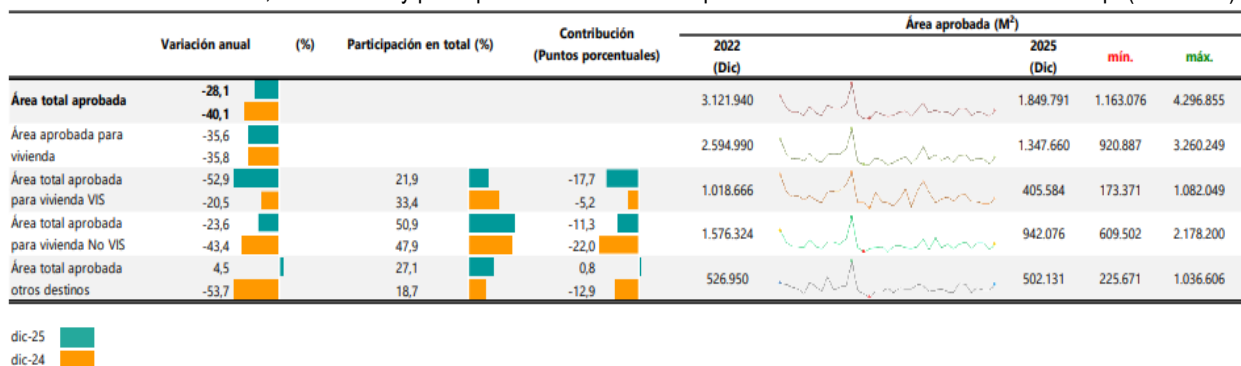 Variación anual (%) Participación en total (%) Contribución (Puntos porcentuales) Área aprobada (M²)
2022 (Dic) 2025 (Dic) mín. máx.
Área total aprobada -28,1 3.121.940 1.849.791 1.163.076 4.296.855
-40,1
Área aprobada para -35,6 2.594.990 1.347.660 920.887 3.260.249
vivienda -35,8
Área total aprobada -52,9 21,9 -17,7 1.018.666 405.584 173.371 1.082.049
para vivienda VIS -20,5 33,4 -5,2
Área total aprobada -23,6 50,9 -11,3 1.576.324 942.076 609.502 2.178.200
para vivienda No VIS -43,4 47,9 -22,0
Área total aprobada 4,5 27,1 0,8 526.950 502.131 225.671 1.036.606
otros destinos -53,7 18,7 -12,9
dic-25
dic-24